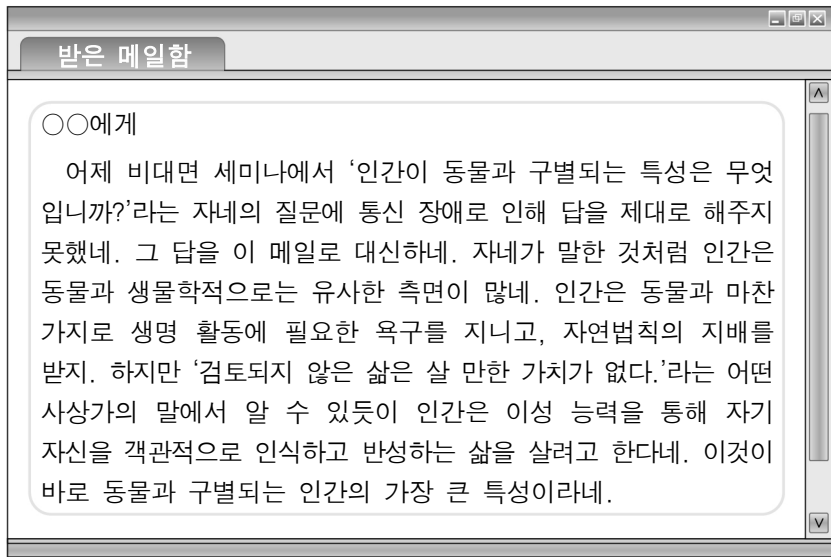 받은 메일함
○○에게
어제 비대면 세미나에서 ‘인간이 동물과 구별되는 특성은 무엇
입니까?’라는 자네의 질문에 통신 장애로 인해 답을 제대로 해주지
못했네. 그 답을 이 메일로 대신하네. 자네가 말한 것처럼 인간은
동물과 생물학적으로는 유사한 측면이 많네. 인간은 동물과 마찬
가지로 생명 활동에 필요한 욕구를 지니고, 자연법칙의 지배를
받지. 하지만 ‘검토되지 않은 삶은 살 만한 가치가 없다.’라는 어떤
사상가의 말에서 알 수 있듯이 인간은 이성 능력을 통해 자기
자신을 객관적으로 인식하고 반성하는 삶을 살려고 한다네. 이것이
바로 동물과 구별되는 인간의 가장 큰 특성이라네.